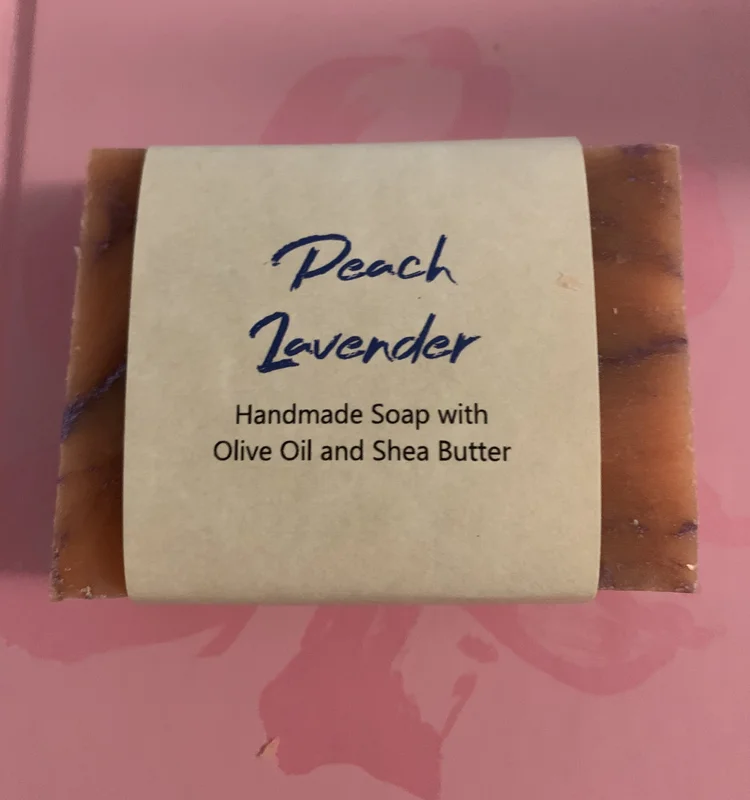 Peach
Lavender
Handmade Soap with
Olive Oil and Shea Butter